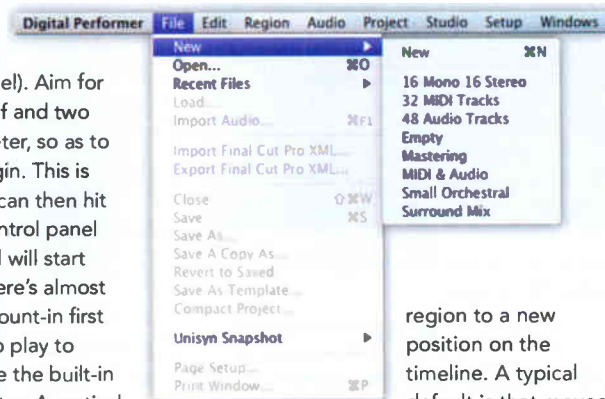 Digital Performer File Edit Region Audio Project Studio Setup Windows
New
Open... ⌘O
Recent Files
Load...
Import Audio... ⌘F1
Import Final Cut Pro XML...
Export Final Cut Pro XML...
Close ⇧⌘W
Save ⌘S
Save As...
Save A Copy As...
Revert to Saved
Save As Template...
Compact Project...
Unisyn Snapshot
Page Setup...
Print Window... ⌘P
New ⌘N
16 Mono 16 Stereo
32 MIDI Tracks
48 Audio Tracks
Empty
Mastering
MIDI & Audio
Small Orchestral
Surround Mix
el). Aim for
f and two
ter, so as to
gin. This is
can then hit
ntrol panel
l will start
ere's almost
ount-in first
o play to
e the built-in
region to a new
position on the
timeline. A typical